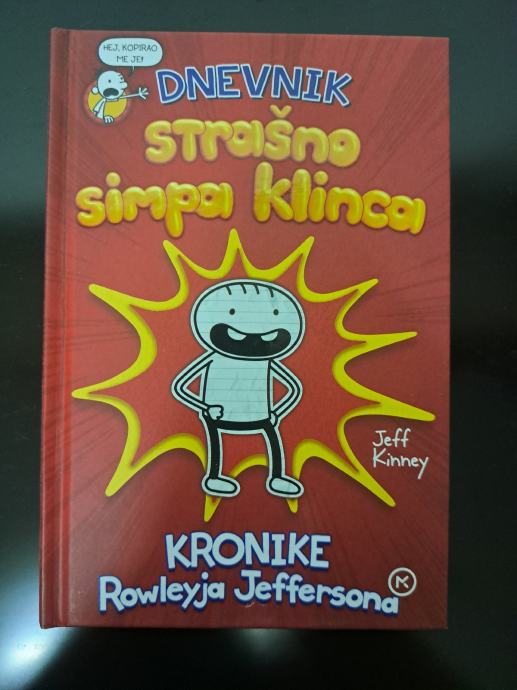 HEJ, KOPIRAO
ME JE!
DNEVNIK
strašno
simpa klinca
Jeff
Kinney
KRONIKE
Rowleyja Jeffersona